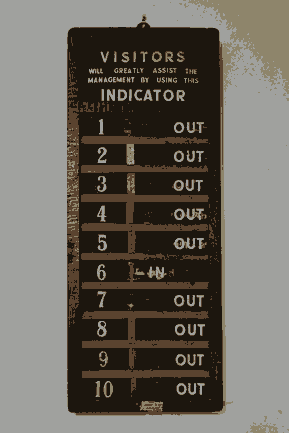 VISITORS
WILL GREATLY ASSIST THE
MANAGEMENT BY USING THIS
INDICATOR
1 OUT
2 OUT
3 OUT
4 OUT
5 OUT
6 IN
7 OUT
8 OUT
9 OUT
10 OUT